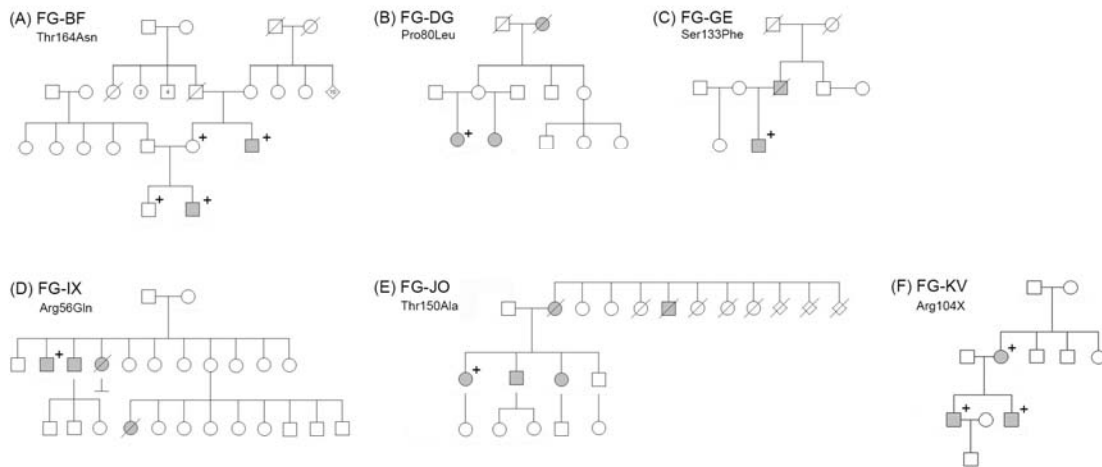 (A) FG-BF
Thr164Asn
(B) FG-DG
Pro80Leu
(C) FG-GE
Ser133Phe
+
+
+
+
+
+
(D) FG-IX
Arg56Gln
(E) FG-JO
Thr150Ala
(F) FG-KV
Arg104X
+
+
+
+
+